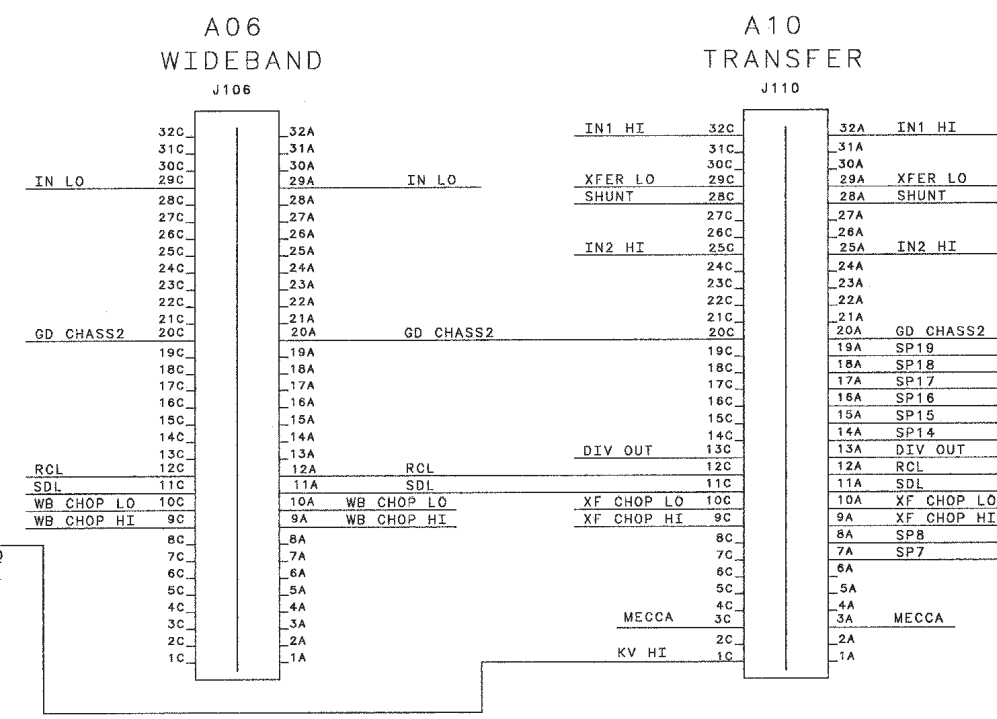 A06
WIDEBAND
J106
A10
TRANSFER
J110
32C 32A IN1 HI 32C 32A IN1 HI
31C 31A 31C 31A
30C 30A 30C 30A
IN LO 29C 29A IN LO XFER LO 29C 29A XFER LO
28C 28A SHUNT 28C 28A SHUNT
27C 27A 27C 27A
26C 26A 26C 26A
25C 25A IN2 HI 25C 25A IN2 HI
24C 24A 24C 24A
23C 23A 23C 23A
22C 22A 22C 22A
21C 21A 21C 21A
GD CHASS2 20C 20A GD CHASS2 20C 20A GD CHASS2
19C 19A 19C 19A SP19
18C 18A 18C 18A SP18
17C 17A 17C 17A SP17
16C 16A 16C 16A SP16
15C 15A 15C 15A SP15
14C 14A 14C 14A SP14
13C 13A DIV OUT 13C 13A DIV OUT
RCL 12C 12A RCL 12C 12A RCL
SDL 11C 11A SDL 11C 11A SDL
WB CHOP LO 10C 10A WB CHOP LO XF CHOP LO 10C 10A XF CHOP LO
WB CHOP HI 9C 9A WB CHOP HI XF CHOP HI 9C 9A XF CHOP HI
8C 8A 8C 8A SP8
7C 7A 7C 7A SP7
6C 6A 6C 6A
5C 5A 5C 5A
4C 4A 4C 4A
3C 3A MECCA 3C 3A MECCA
2C 2A 2C 2A
1C 1A KV HI 1C 1A